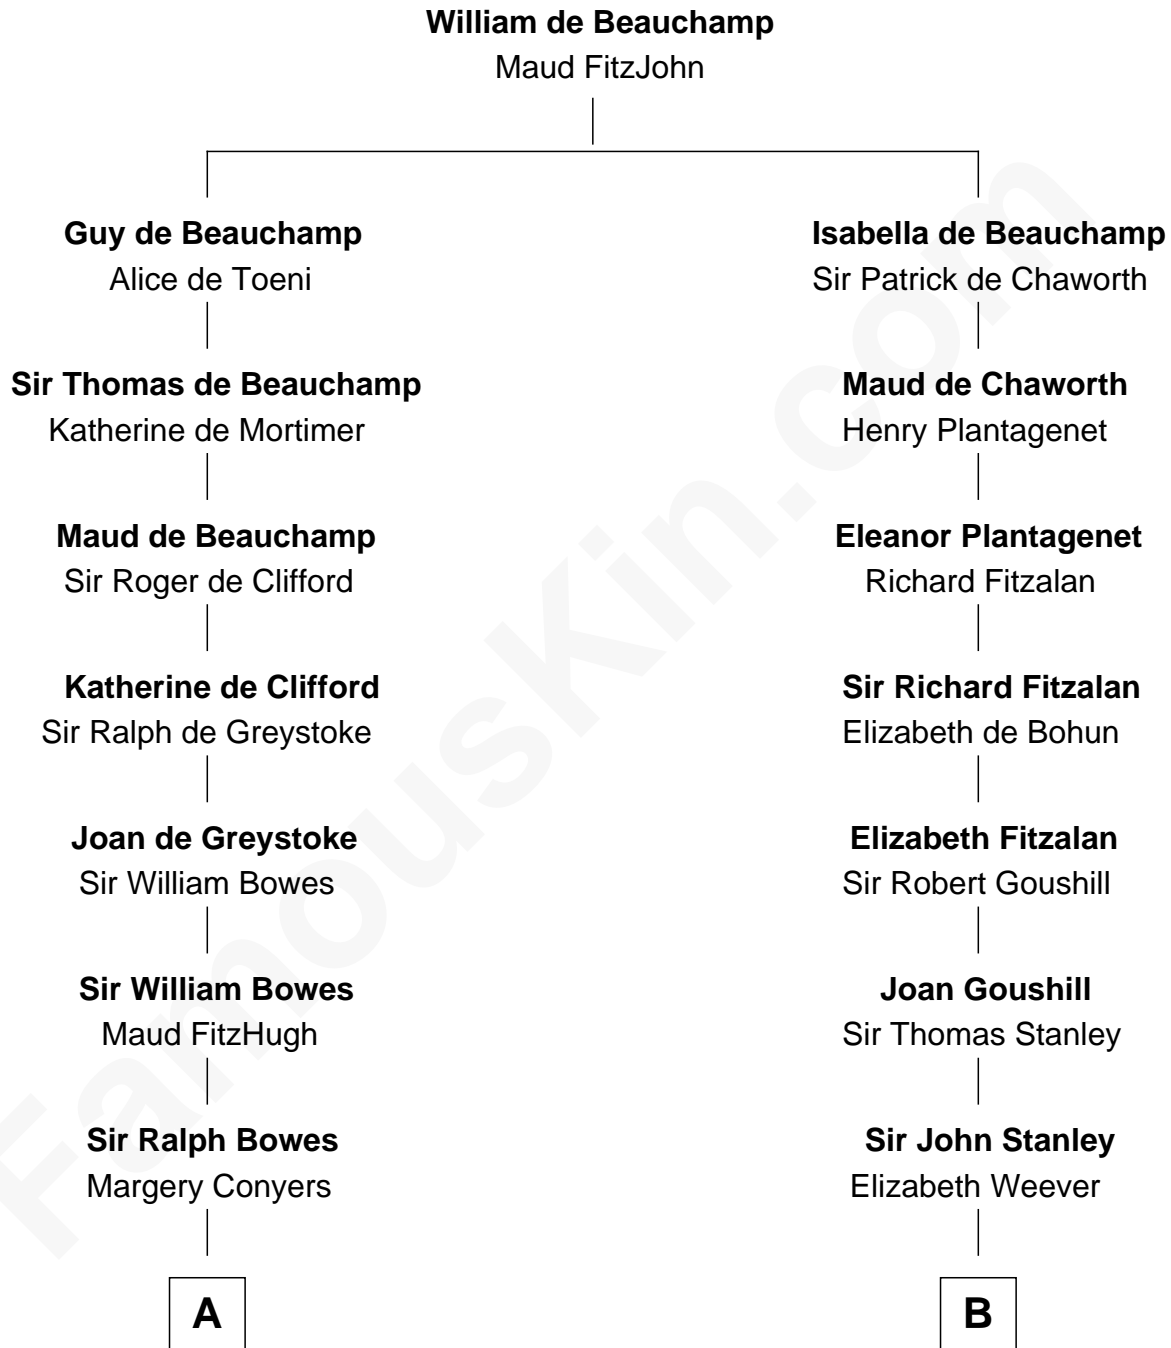 William de Beauchamp
Maud FitzJohn
Guy de Beauchamp
Alice de Toeni
Isabella de Beauchamp
Sir Patrick de Chaworth
Sir Thomas de Beauchamp
Katherine de Mortimer
Maud de Chaworth
Henry Plantagenet
Maud de Beauchamp
Sir Roger de Clifford
Eleanor Plantagenet
Richard Fitzalan
Katherine de Clifford
Sir Ralph de Greystoke
Sir Richard Fitzalan
Elizabeth de Bohun
Joan de Greystoke
Sir William Bowes
Elizabeth Fitzalan
Sir Robert Goushill
Sir William Bowes
Maud FitzHugh
Joan Goushill
Sir Thomas Stanley
Sir Ralph Bowes
Margery Conyers
Sir John Stanley
Elizabeth Weever
A
B
FamousKin.com